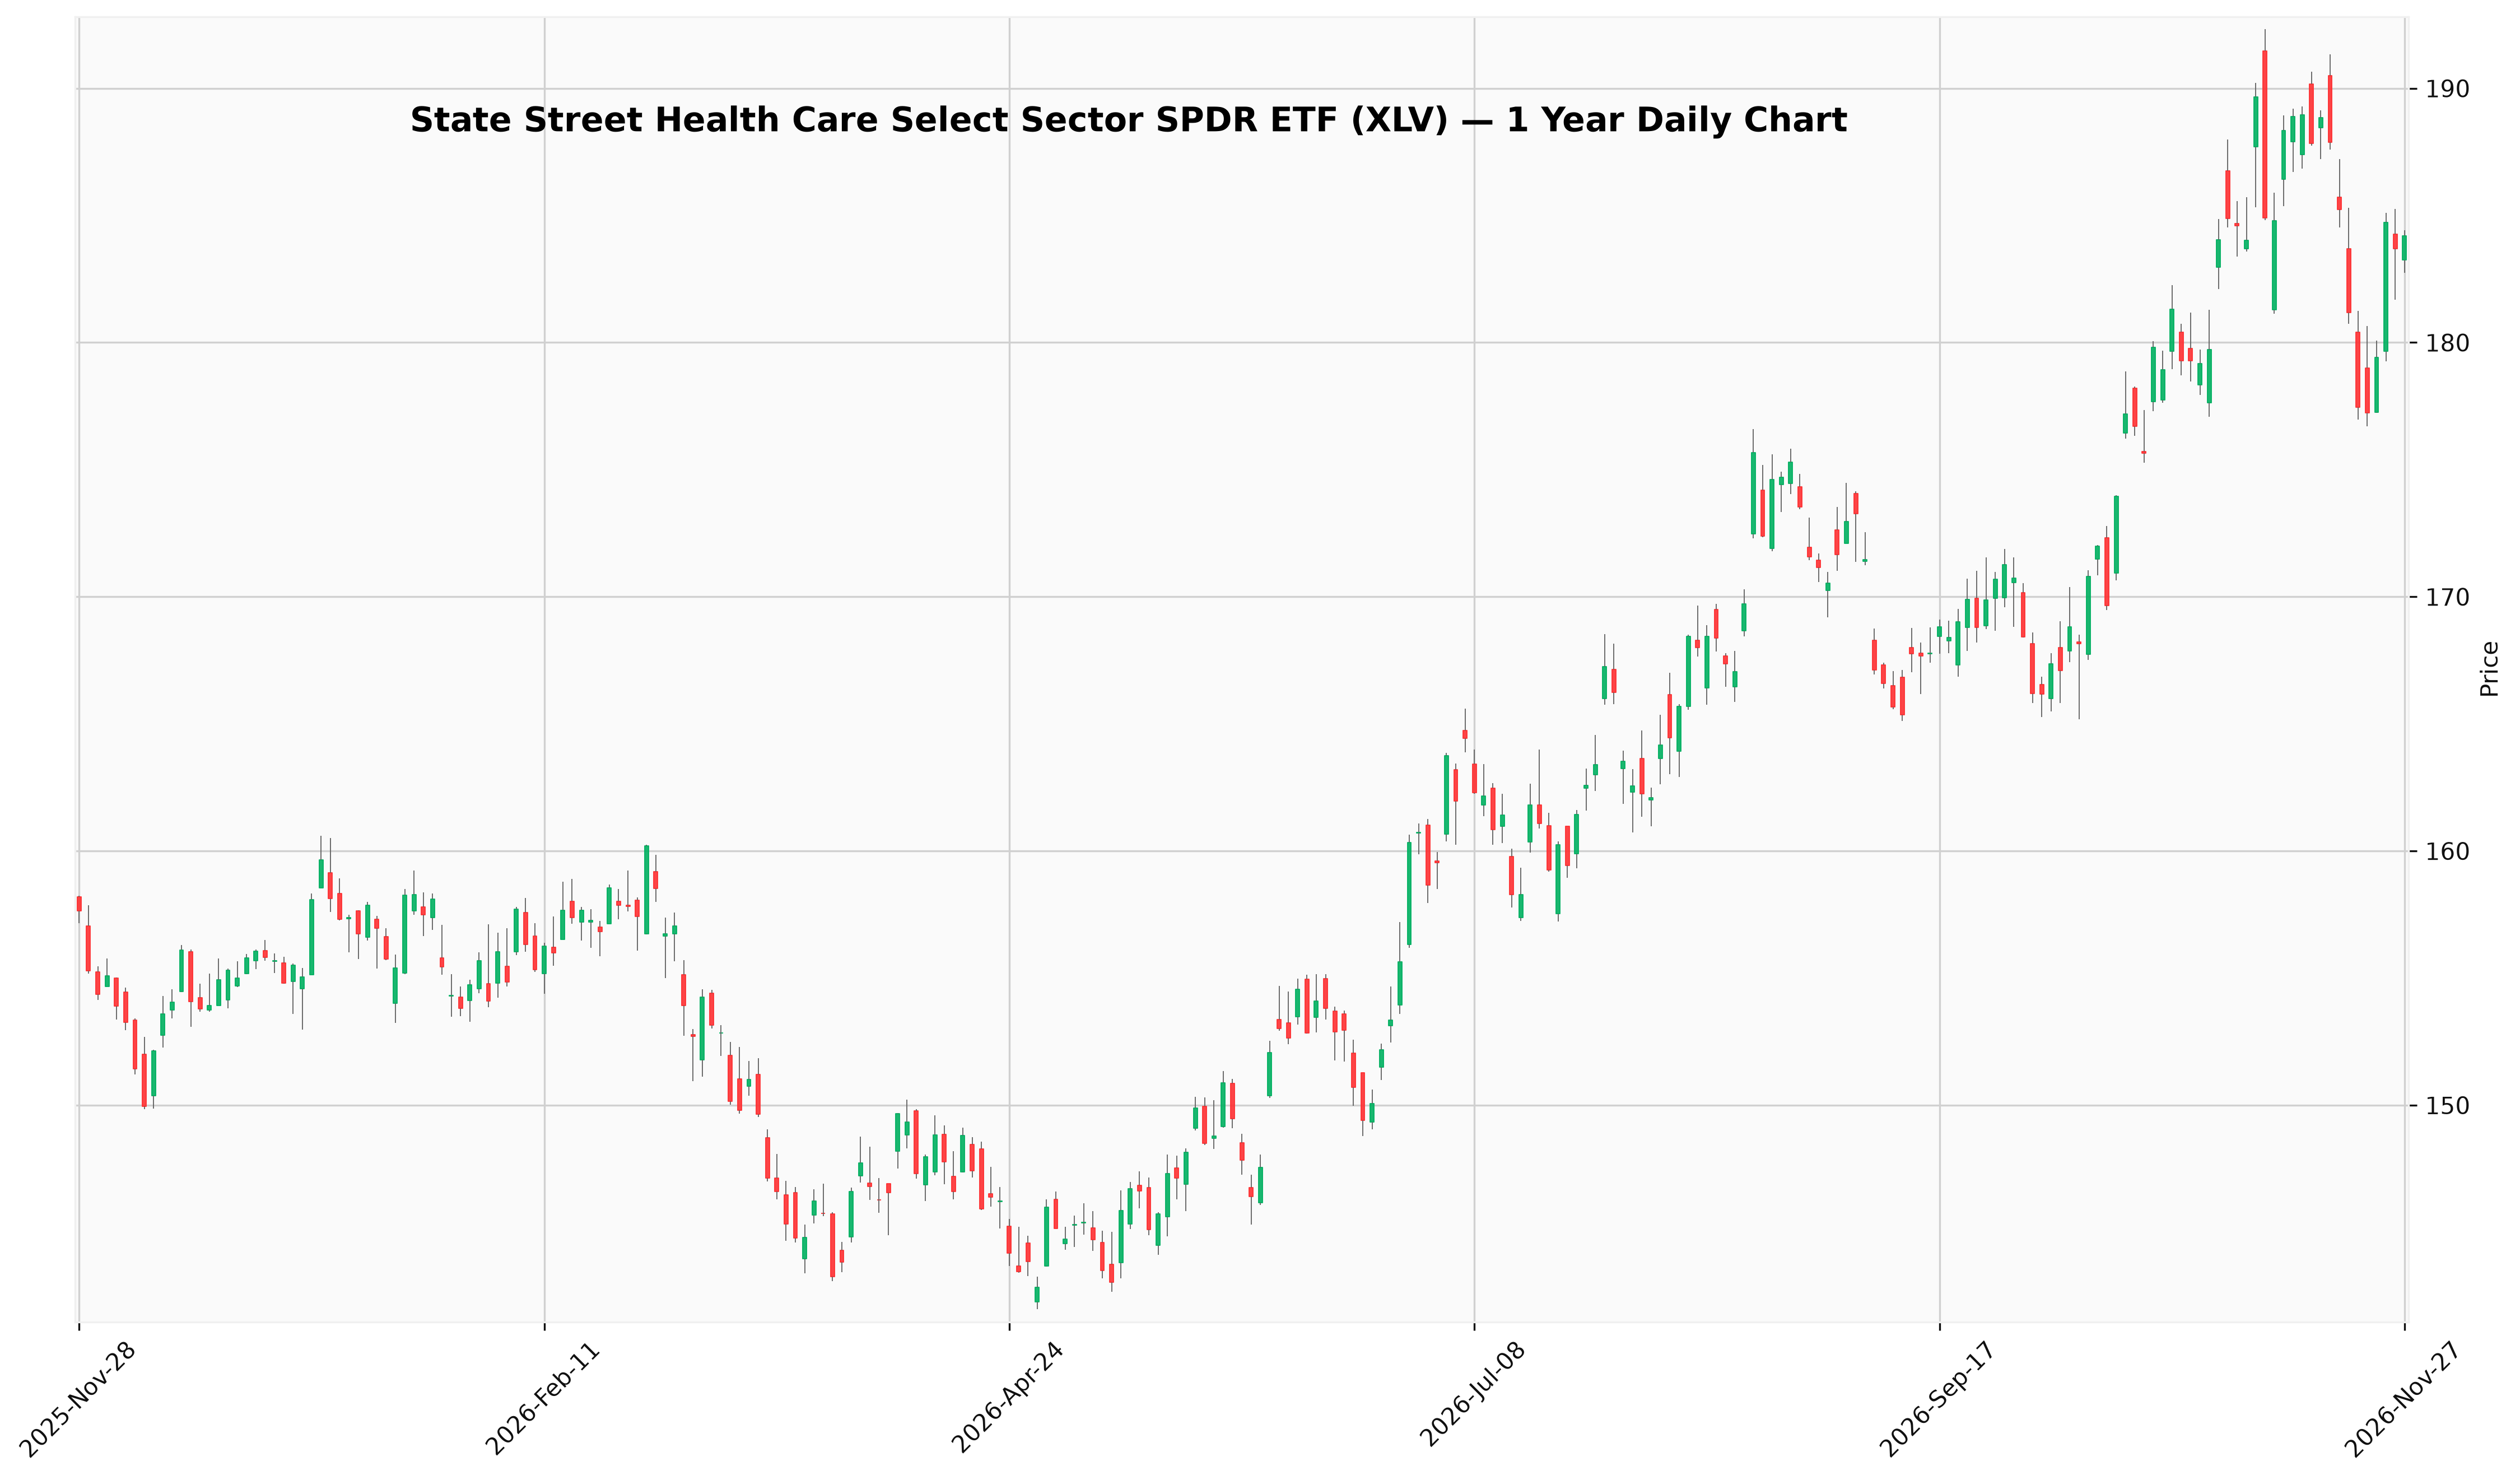 State Street Health Care Select Sector SPDR ETF (XLV) — 1 Year Daily Chart
190
180
170
160
150
Price
2025-Nov-28
2026-Feb-11
2026-Apr-24
2026-Jul-08
2026-Sep-17
2026-Nov-27